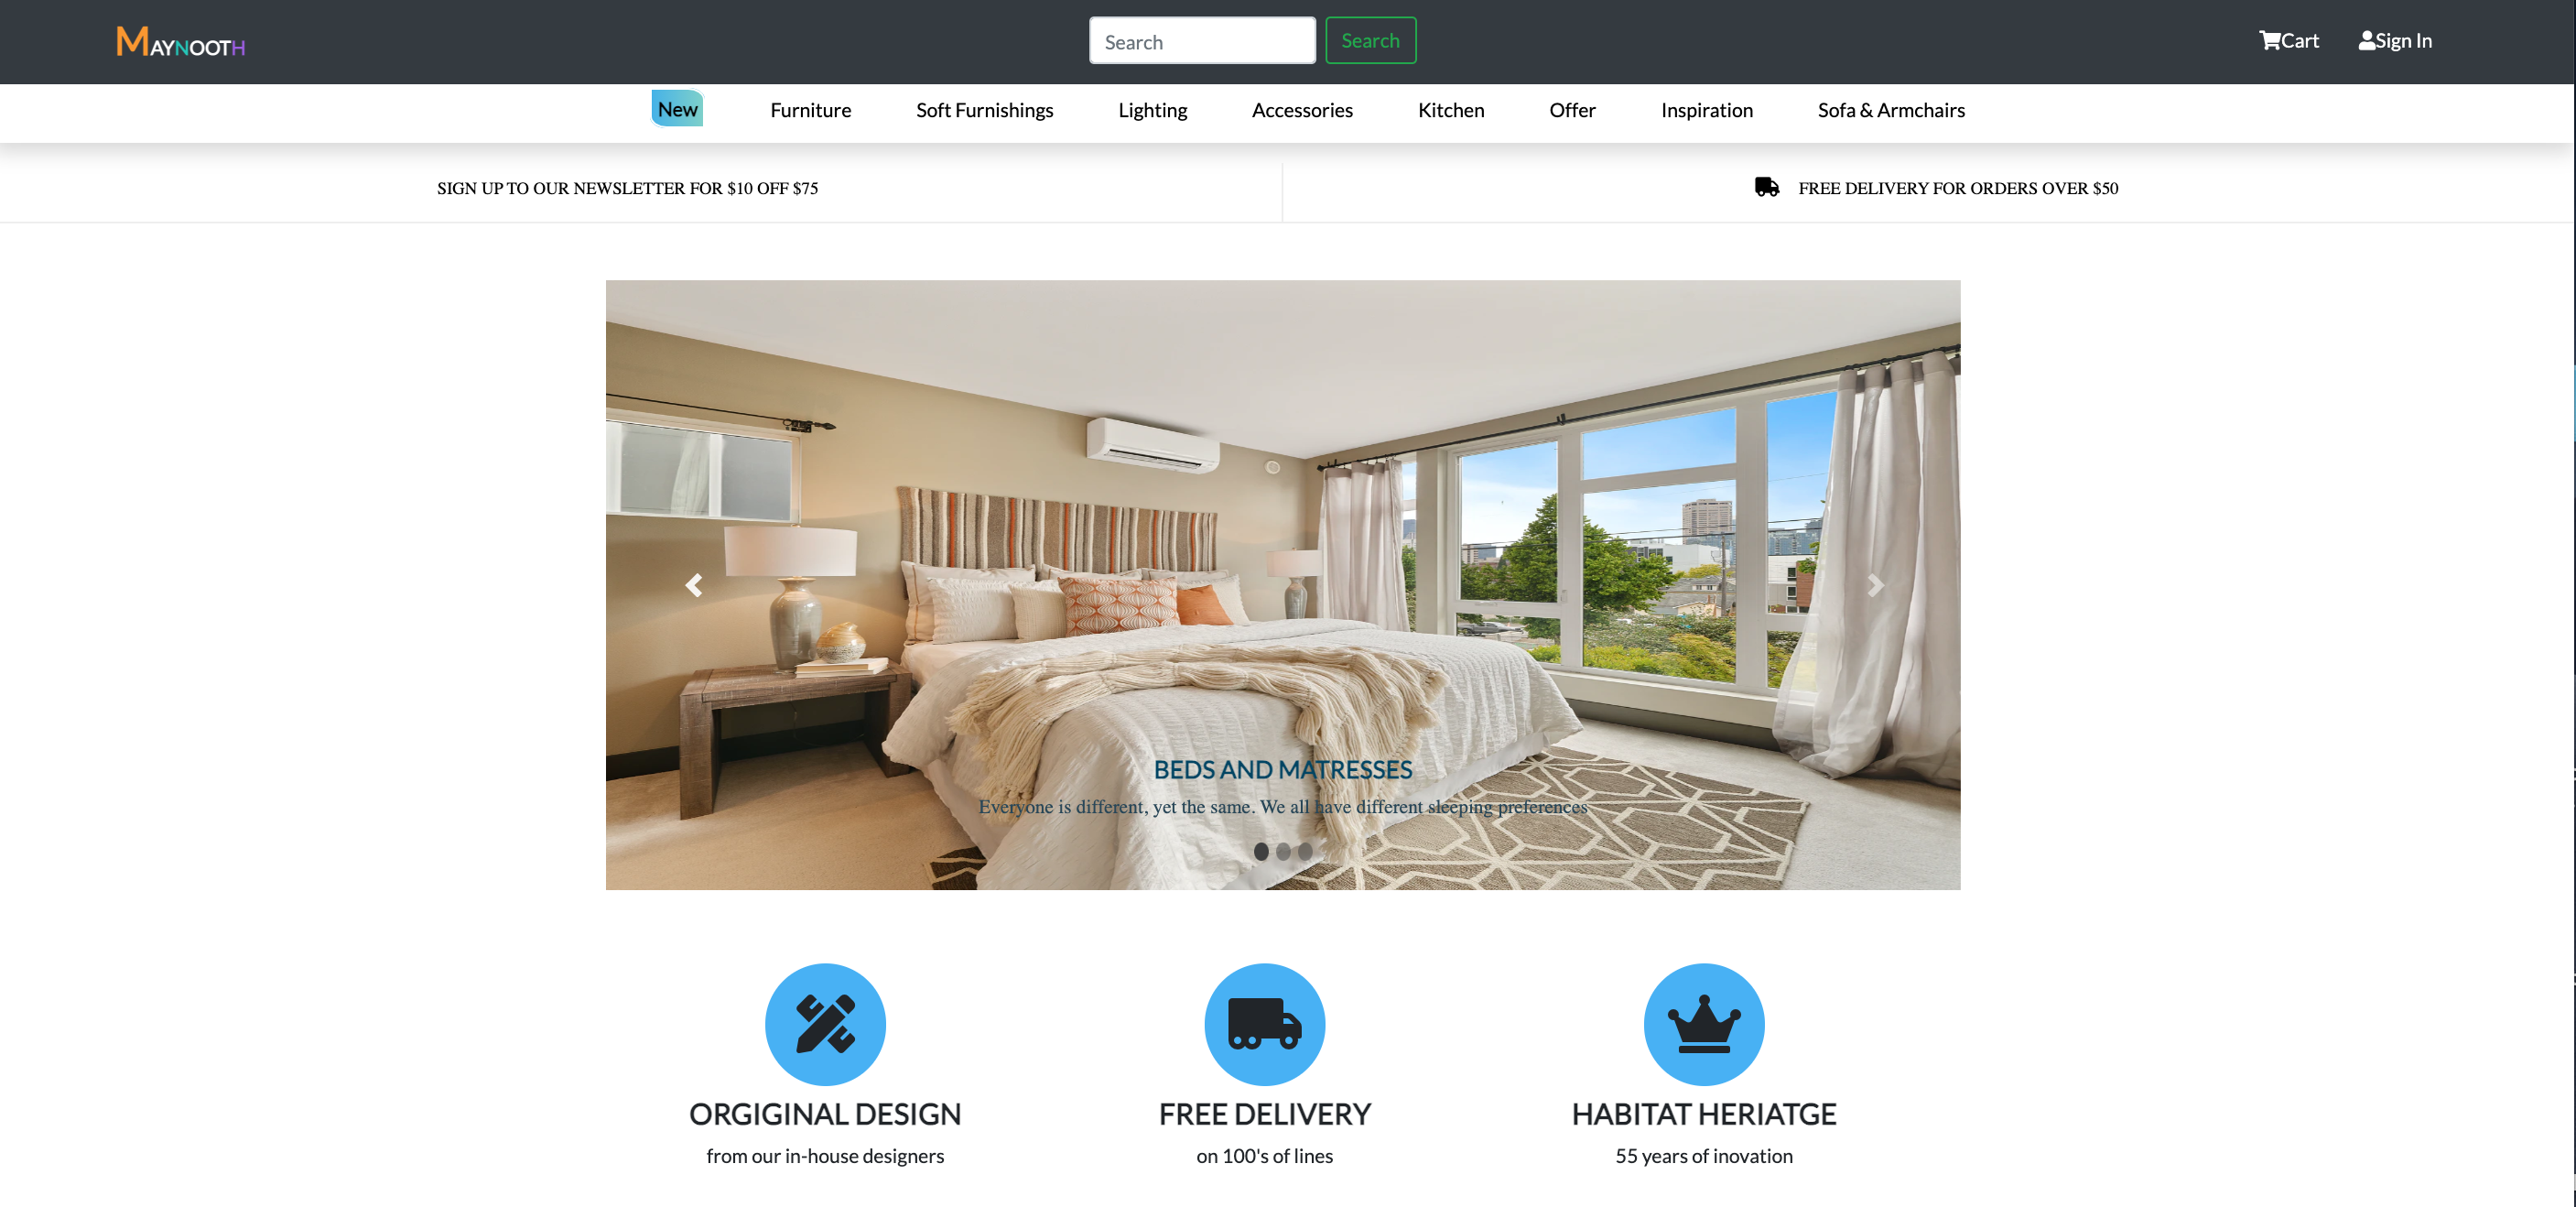 MAYNOOTH
Search
Search
Cart
Sign In
New
Furniture
Soft Furnishings
Lighting
Accessories
Kitchen
Offer
Inspiration
Sofa & Armchairs
SIGN UP TO OUR NEWSLETTER FOR $10 OFF $75
FREE DELIVERY FOR ORDERS OVER $50
BEDS AND MATRESSES
Everyone is different, yet the same. We all have different sleeping preferences
ORGIGINAL DESIGN
from our in-house designers
FREE DELIVERY
on 100's of lines
HABITAT HERIATGE
55 years of inovation